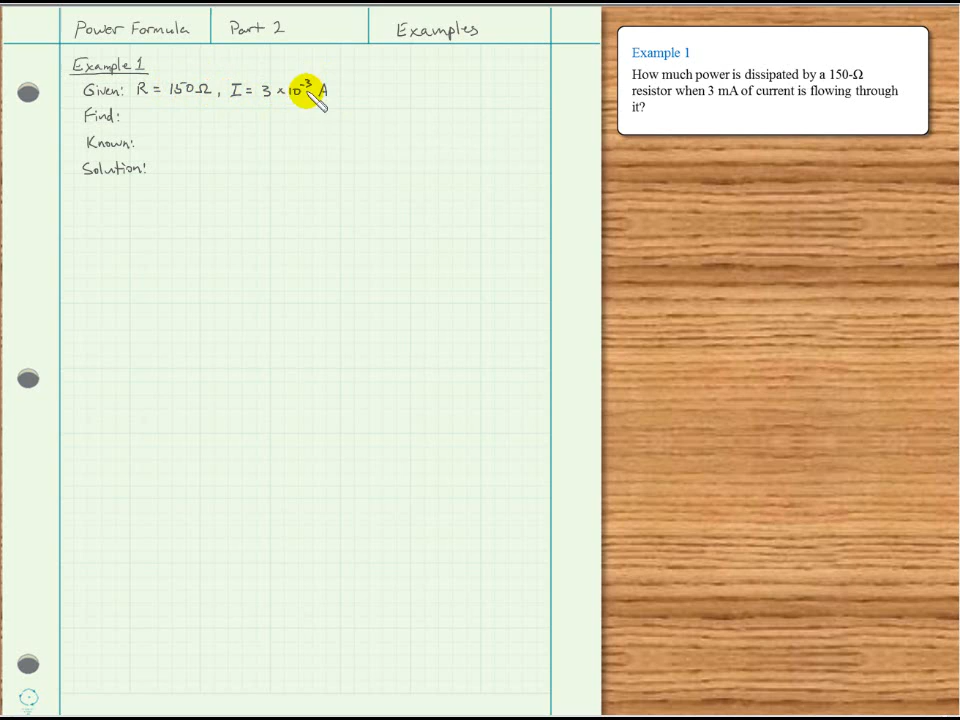 Power Formula
Part 2
Examples
Example 1
Given: R = 150Ω, I = 3 × 10⁻³ A
Find:
Known:
Solution:
Example 1
How much power is dissipated by a 150-Ω
resistor when 3 mA of current is flowing through
it?